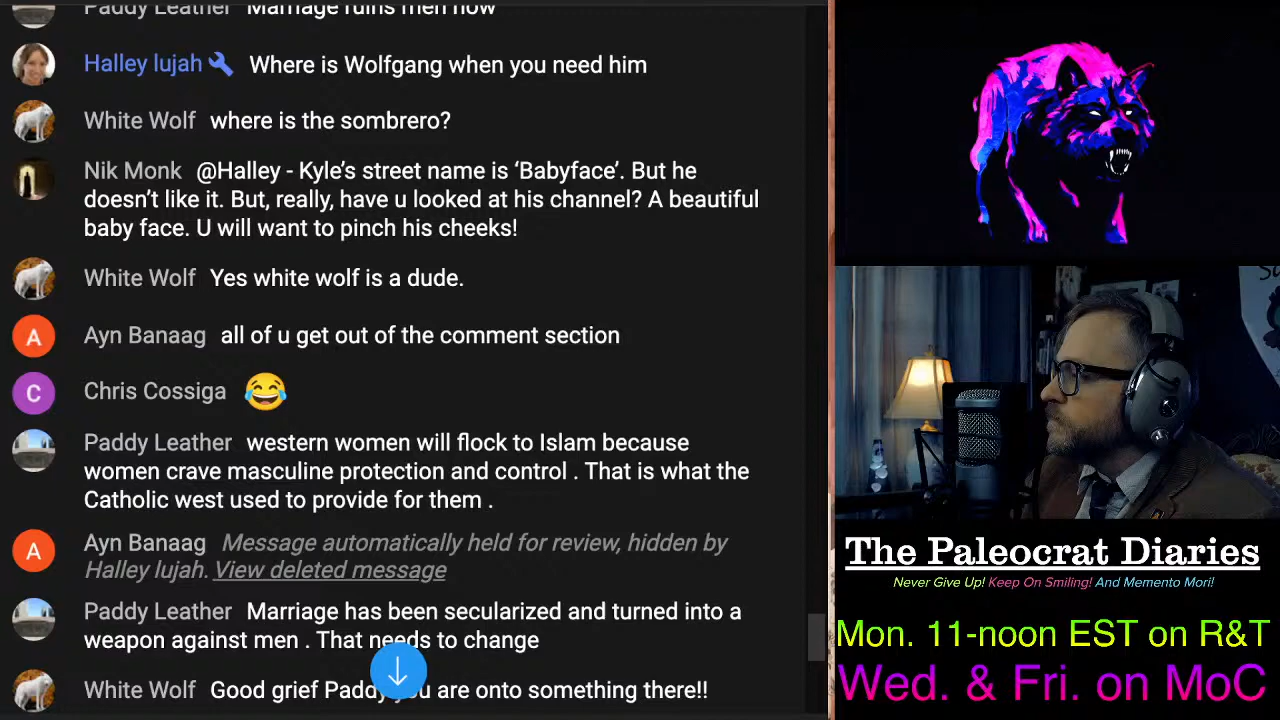 Paddy Leather Marriage ruins men now
Halley lujah Where is Wolfgang when you need him
White Wolf where is the sombrero?
Nik Monk @Halley - Kyle’s street name is ‘Babyface’. But he
doesn’t like it. But, really, have u looked at his channel? A beautiful
baby face. U will want to pinch his cheeks!
White Wolf Yes white wolf is a dude.
A Ayn Banaag all of u get out of the comment section
C Chris Cossiga 😂
Paddy Leather western women will flock to Islam because
women crave masculine protection and control . That is what the
Catholic west used to provide for them .
A Ayn Banaag Message automatically held for review, hidden by
Halley lujah. View deleted message
Paddy Leather Marriage has been secularized and turned into a
weapon against men . That needs to change
White Wolf Good grief Paddy you are onto something there!!
The Paleocrat Diaries
Never Give Up! Keep On Smiling! And Memento Mori!
Mon. 11-noon EST on R&T
Wed. & Fri. on MoC